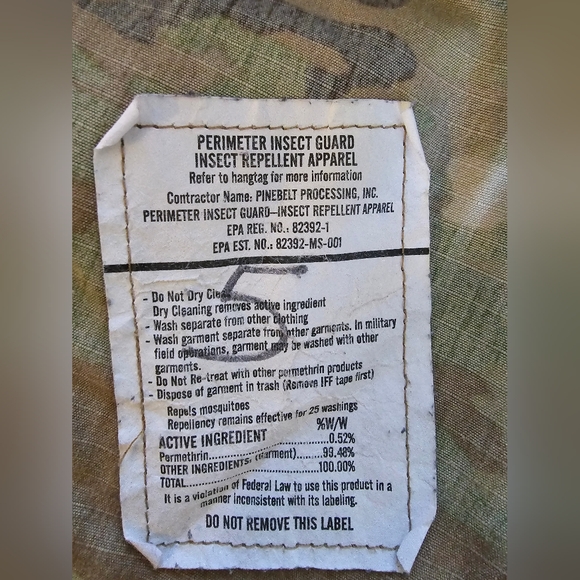 PERIMETER INSECT GUARD
INSECT REPELLENT APPAREL
Refer to hangtag for more information
Contractor Name: PINEBELT PROCESSING, INC.
PERIMETER INSECT GUARD–INSECT REPELLENT APPAREL
EPA REG. NO.: 82392-1
EPA EST. NO.: 82392-MS-001
5
- Do Not Dry Clean
Dry Cleaning removes active ingredient
- Wash separate from other clothing
- Wash garment separate from other garments. In military
field operations, garment may be washed with other
garments.
- Do Not Re-treat with other permethrin products
- Dispose of garment in trash (Remove IFF tape first)
Repels mosquitoes
Repellency remains effective for 25 washings
%W/W
ACTIVE INGREDIENT
Permethrin..............................0.52%
OTHER INGREDIENTS: (Garment).....99.48%
TOTAL....................................100.00%
It is a violation of Federal Law to use this product in a
manner inconsistent with its labeling.
DO NOT REMOVE THIS LABEL